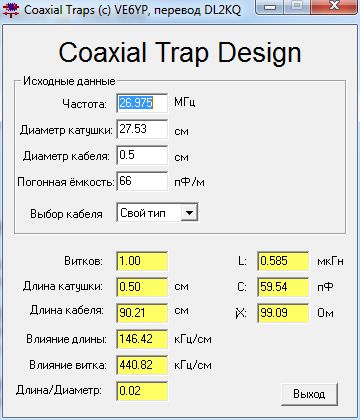 Coaxial Traps (c) VE6YP, перевод DL2KQ
Coaxial Trap Design
Исходные данные
Частота: 26.975 МГц
Диаметр катушки: 27.53 см
Диаметр кабеля: 0.5 см
Погонная ёмкость: 66 пФ/м
Выбор кабеля Свой тип
Витков: 1.00 L: 0.585 мкГн
Длина катушки: 0.50 см C: 59.54 пФ
Длина кабеля: 90.21 см jX: 99.09 Ом
Влияние длины: 146.42 кГц/см
Влияние витка: 440.82 кГц/см
Длина/Диаметр: 0.02 Выход